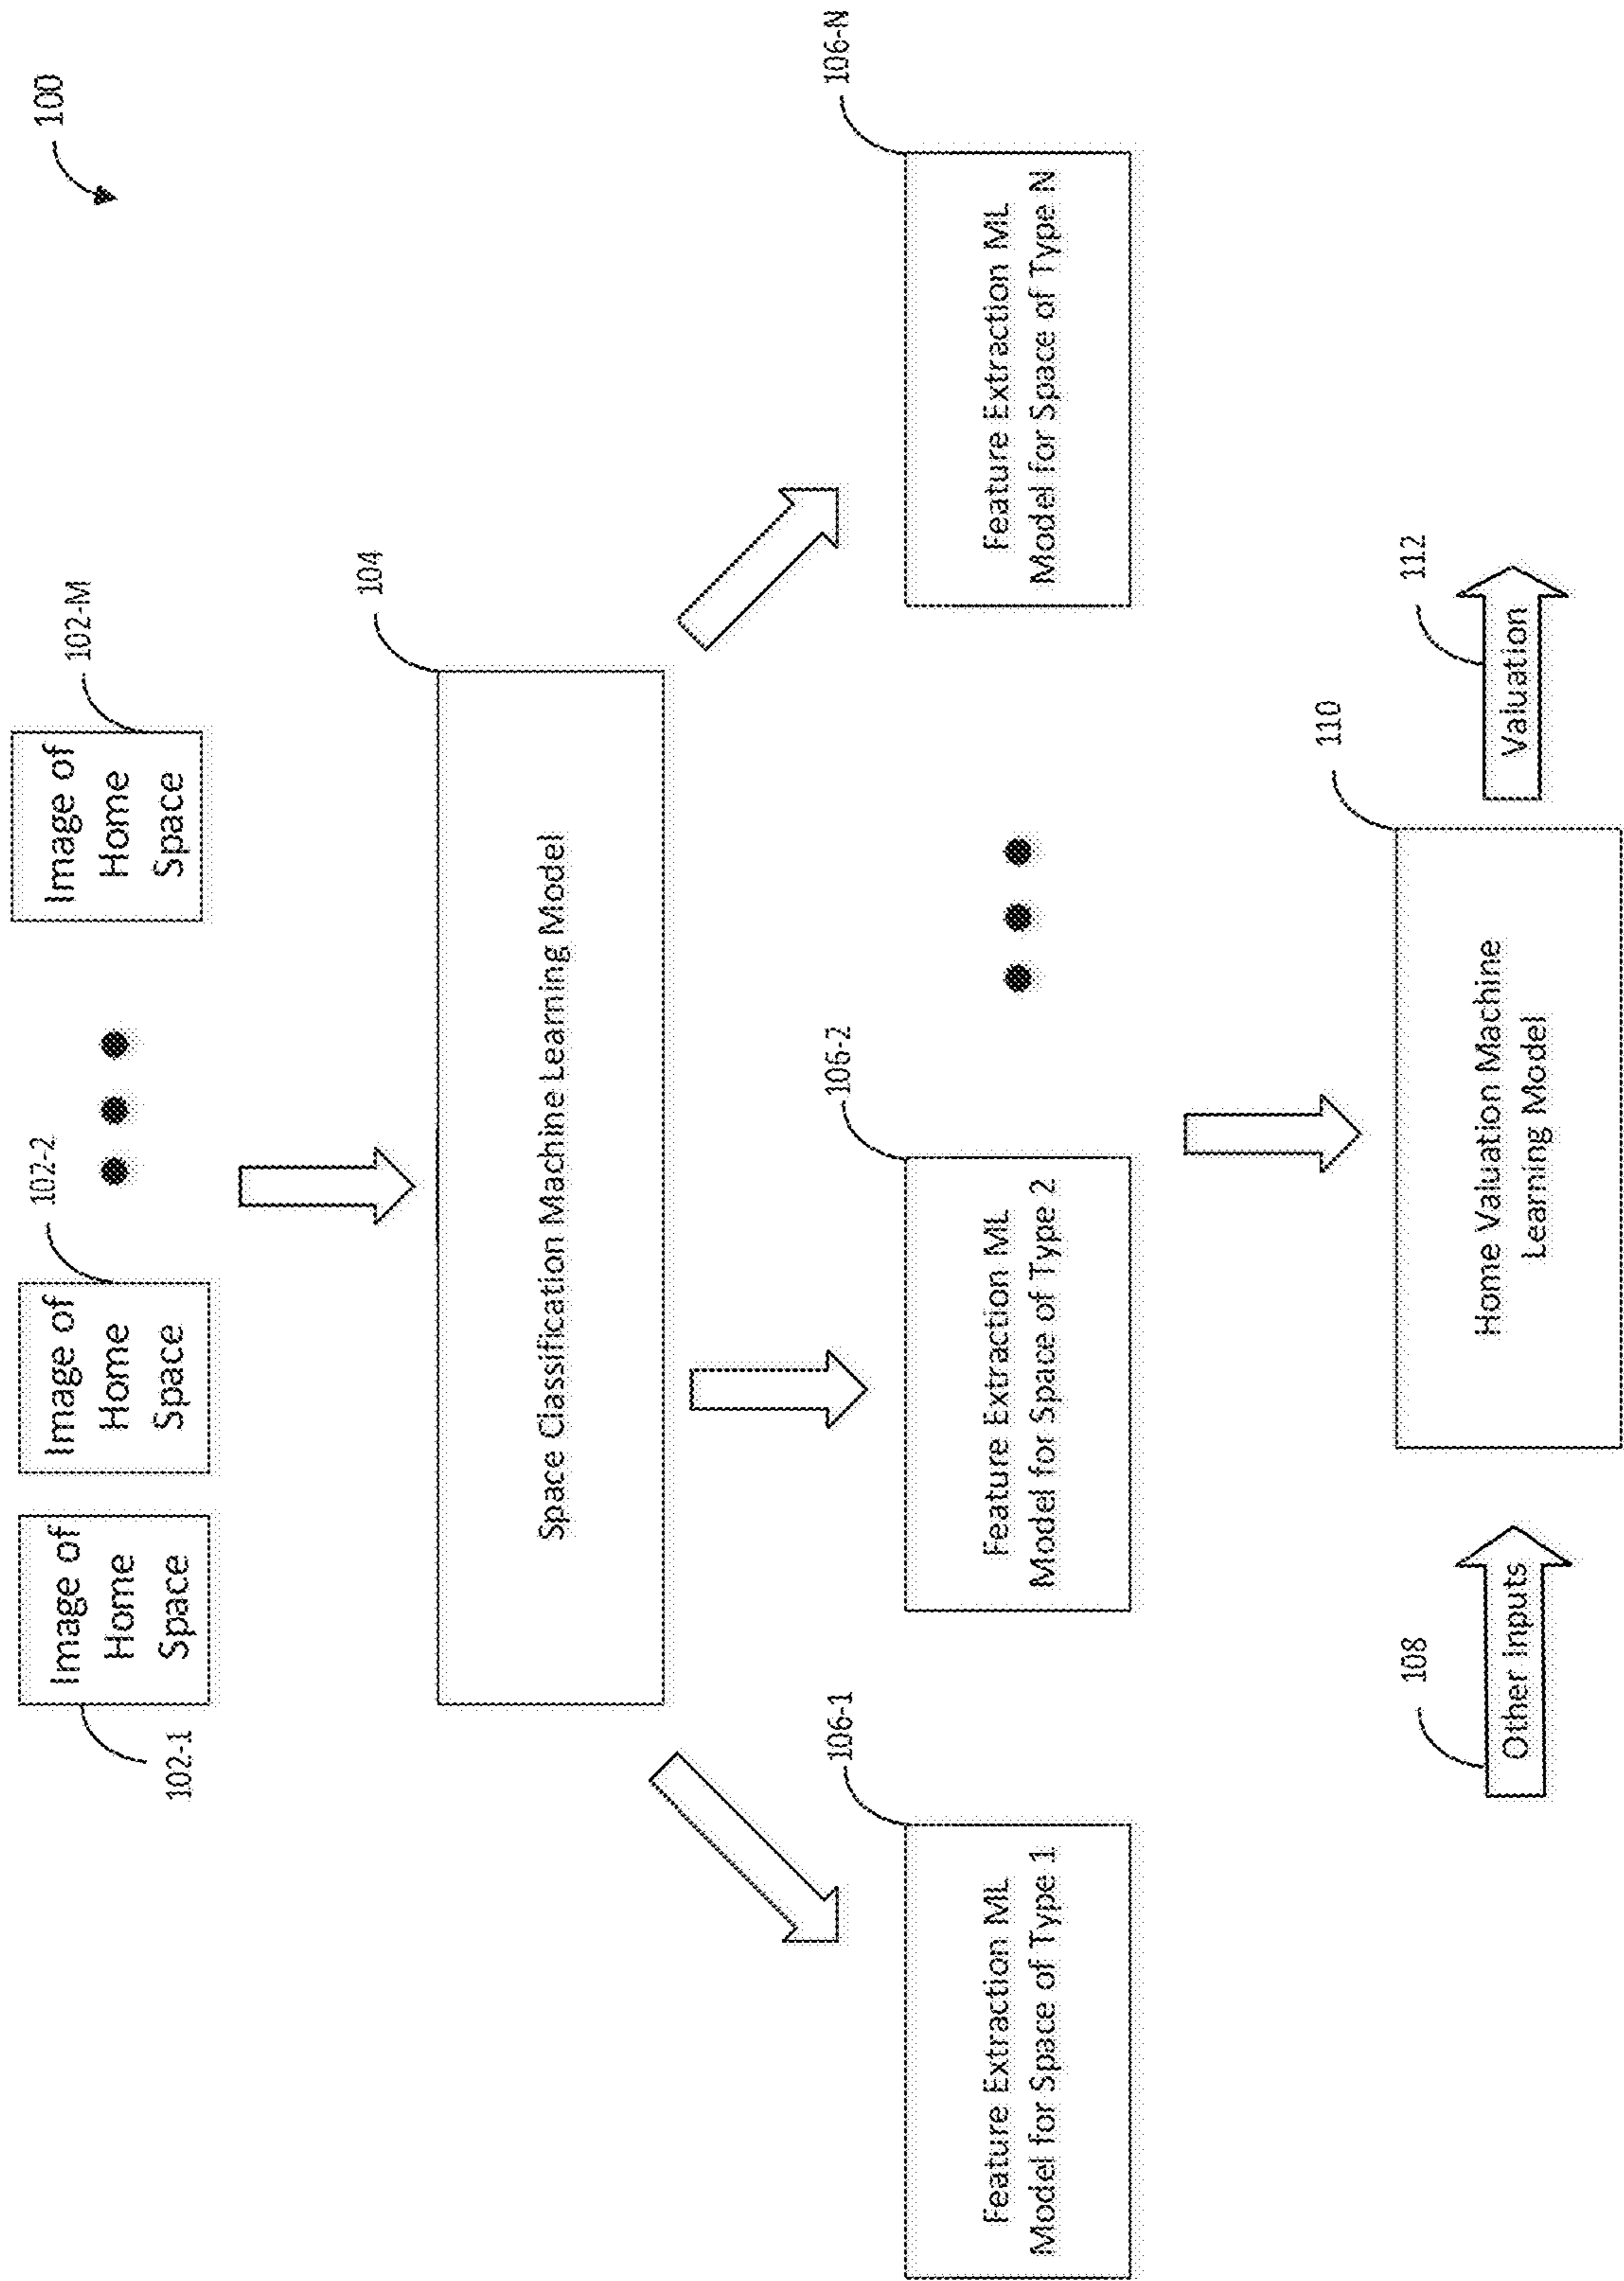 100
102-1
Image of
Home
Space
102-2
Image of
Home
Space
102-M
Image of
Home
Space
104
Space Classification Machine Learning Model
106-1
Feature Extraction ML
Model for Space of Type 1
106-2
Feature Extraction ML
Model for Space of Type 2
106-N
Feature Extraction ML
Model for Space of Type N
108
Other Inputs
110
Home Valuation Machine
Learning Model
112
Valuation